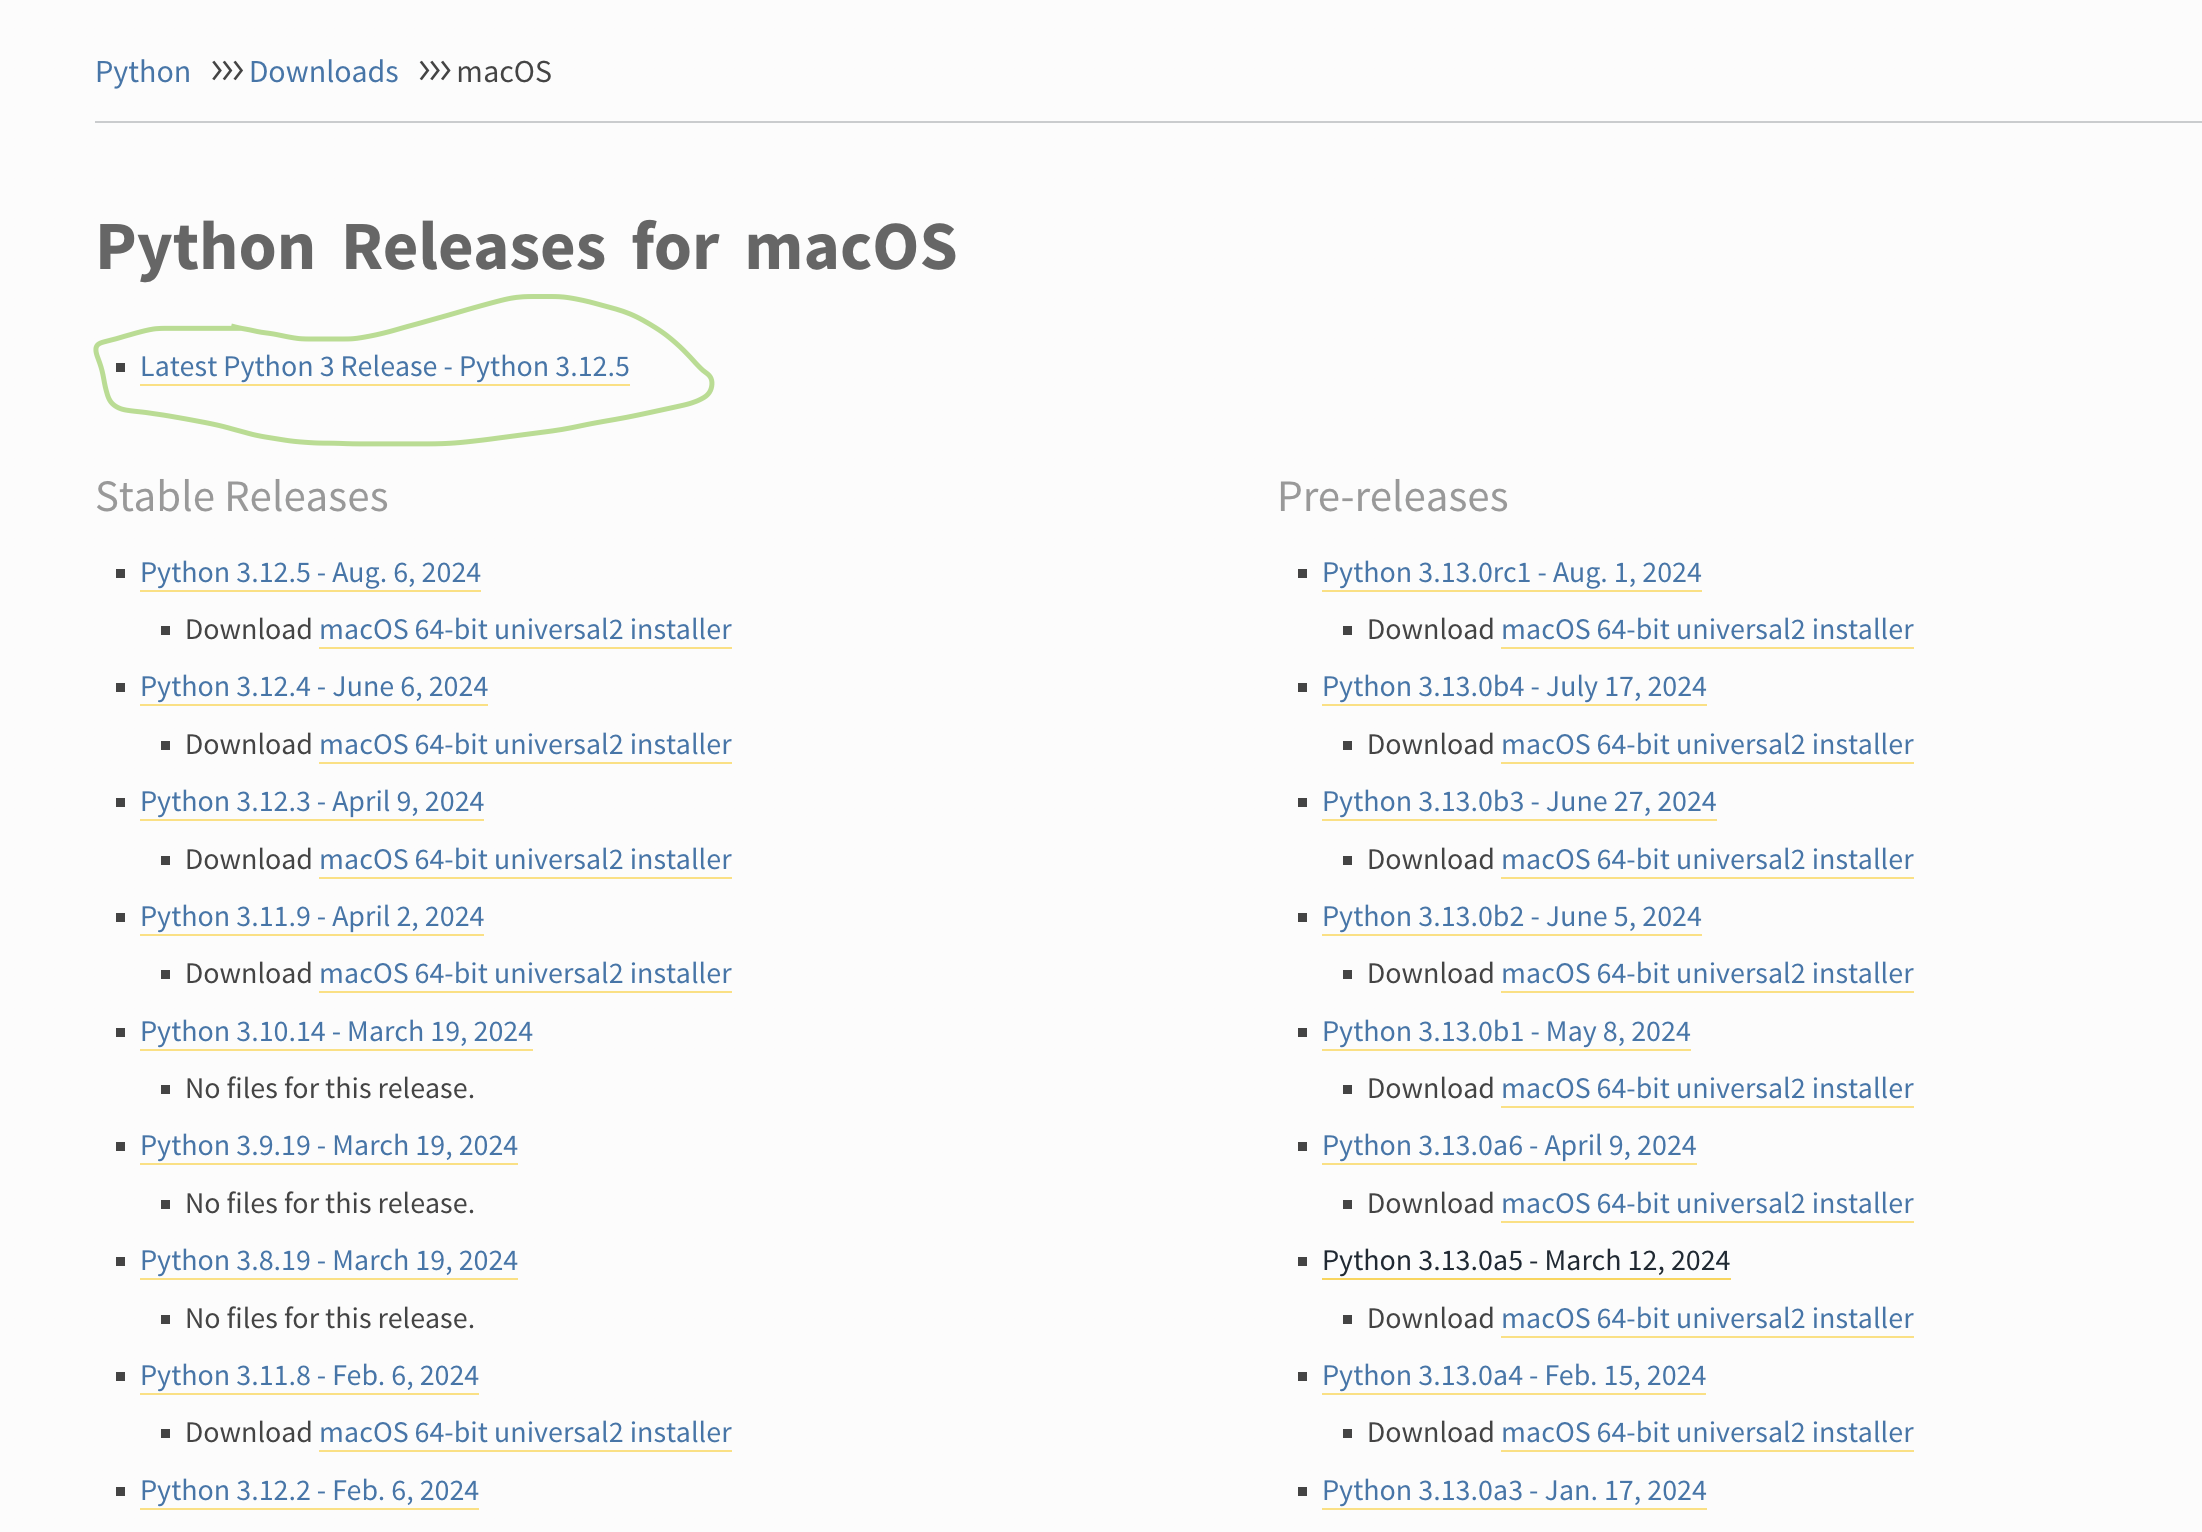 Python >>> Downloads >>> macOS
Python Releases for macOS
Latest Python 3 Release - Python 3.12.5
Stable Releases
Python 3.12.5 - Aug. 6, 2024
Download macOS 64-bit universal2 installer
Python 3.12.4 - June 6, 2024
Download macOS 64-bit universal2 installer
Python 3.12.3 - April 9, 2024
Download macOS 64-bit universal2 installer
Python 3.11.9 - April 2, 2024
Download macOS 64-bit universal2 installer
Python 3.10.14 - March 19, 2024
No files for this release.
Python 3.9.19 - March 19, 2024
No files for this release.
Python 3.8.19 - March 19, 2024
No files for this release.
Python 3.11.8 - Feb. 6, 2024
Download macOS 64-bit universal2 installer
Python 3.12.2 - Feb. 6, 2024
Pre-releases
Python 3.13.0rc1 - Aug. 1, 2024
Download macOS 64-bit universal2 installer
Python 3.13.0b4 - July 17, 2024
Download macOS 64-bit universal2 installer
Python 3.13.0b3 - June 27, 2024
Download macOS 64-bit universal2 installer
Python 3.13.0b2 - June 5, 2024
Download macOS 64-bit universal2 installer
Python 3.13.0b1 - May 8, 2024
Download macOS 64-bit universal2 installer
Python 3.13.0a6 - April 9, 2024
Download macOS 64-bit universal2 installer
Python 3.13.0a5 - March 12, 2024
Download macOS 64-bit universal2 installer
Python 3.13.0a4 - Feb. 15, 2024
Download macOS 64-bit universal2 installer
Python 3.13.0a3 - Jan. 17, 2024